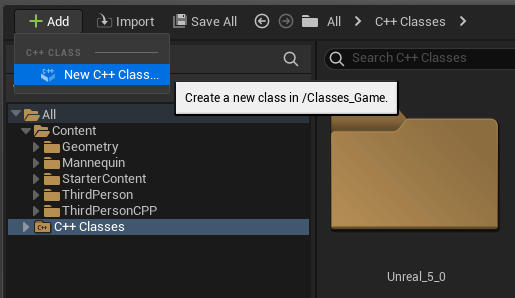 Add Import Save All All C++ Classes
C++ CLASS
New C++ Class...
Search C++ Classes
Create a new class in /Classes_Game.
All
Content
Geometry
Mannequin
StarterContent
ThirdPerson
ThirdPersonCPP
C++ C++ Classes
Unreal_5_0